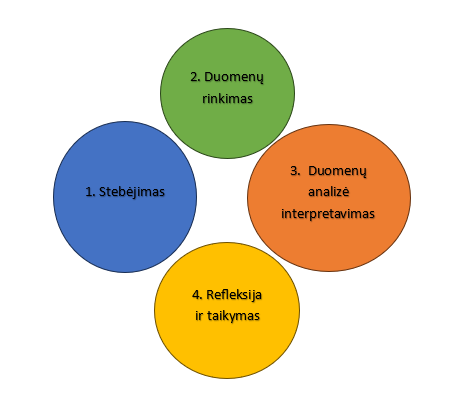 2. Duomenų
rinkimas
1. Stebėjimas
3. Duomenų
analizė
interpretavimas
4. Refleksija
ir taikymas